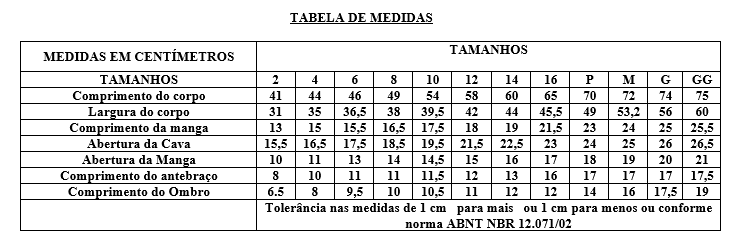 TABELA DE MEDIDAS
MEDIDAS EM CENTÍMETROS TAMANHOS
TAMANHOS 2 4 6 8 10 12 14 16 P M G GG
Comprimento do corpo 41 44 46 49 54 58 60 65 70 72 74 75
Largura do corpo 31 35 36,5 38 39,5 42 44 45,5 49 53,2 56 60
Comprimento da manga 13 15 15,5 16,5 17,5 18 19 21,5 23 24 25 25,5
Abertura da Cava 15,5 16,5 17,5 18,5 19,5 21,5 22,5 23 24 25 26 26,5
Abertura da Manga 10 11 13 14 14,5 15 16 17 18 19 20 21
Comprimento do antebraço 8 10 11 11 11,5 12 13 16 17 17 17 17,5
Comprimento do Ombro 6.5 8 9,5 10 10,5 11 12 12 14 16 17,5 19
Tolerância nas medidas de 1 cm para mais ou 1 cm para menos ou conforme
norma ABNT NBR 12.071/02